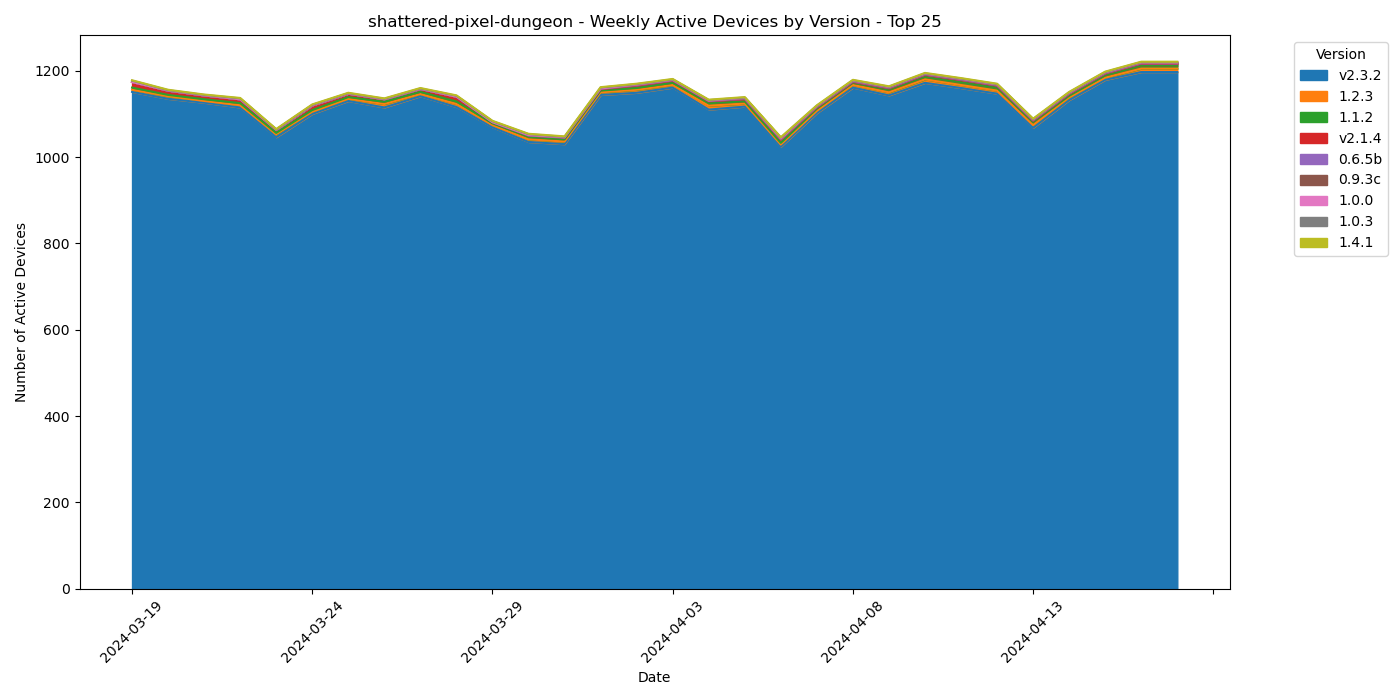 shattered-pixel-dungeon - Weekly Active Devices by Version - Top 25
Version
v2.3.2
1.2.3
1.1.2
v2.1.4
0.6.5b
0.9.3c
1.0.0
1.0.3
1.4.1
Number of Active Devices
1200
1000
800
600
400
200
0
2024-03-19
2024-03-24
2024-03-29
2024-04-03
2024-04-08
2024-04-13
Date